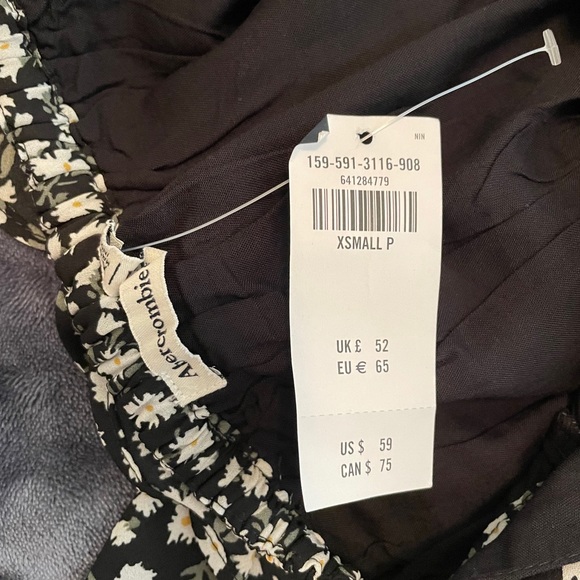 NIN
159-591-3116-908
641284779
XSMALL P
UK £ 52
EU € 65
US $ 59
CAN $ 75
Abercrombie